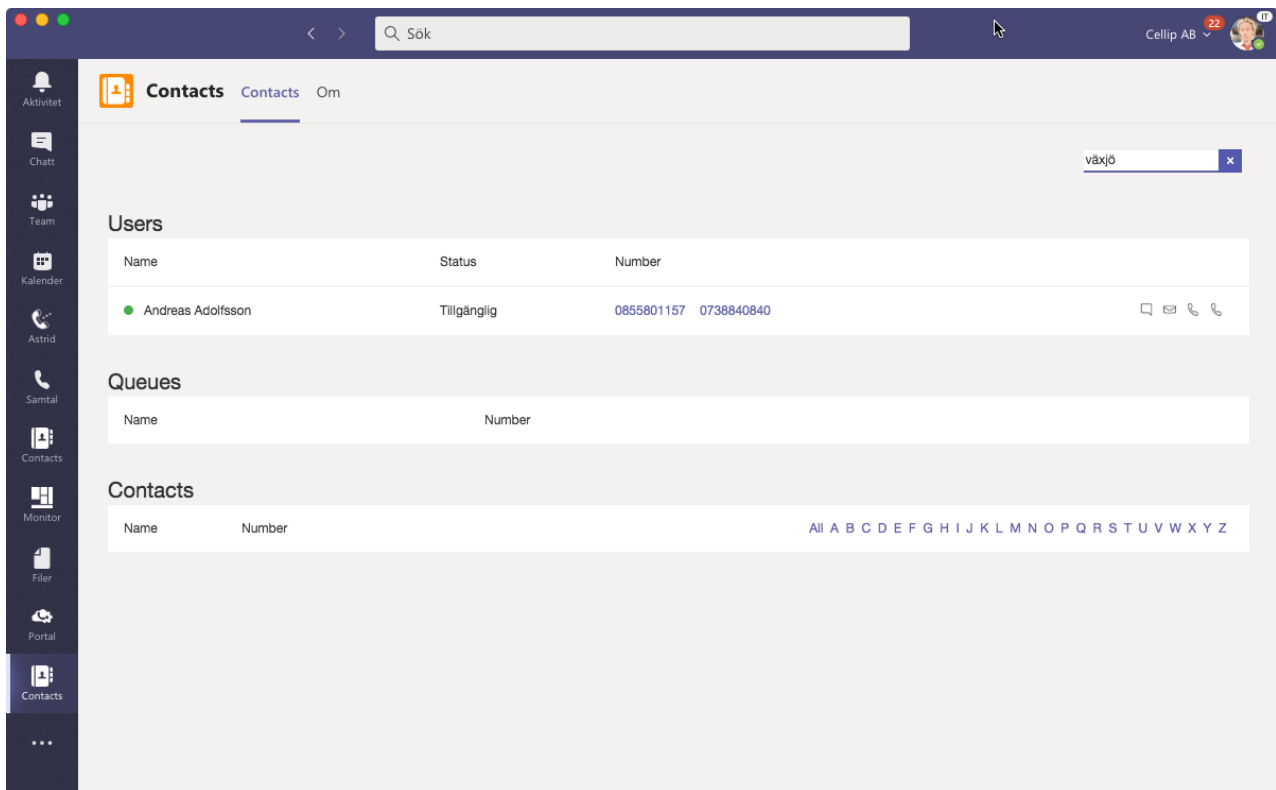 Sök
Cellip AB
22
IT
Aktivitet
Chatt
Team
Kalender
Astrid
Samtal
Contacts
Monitor
Filer
Portal
Contacts
Contacts Contacts Om
växjö
Users
Name Status Number
Andreas Adolfsson Tillgänglig 0855801157 0738840840
Queues
Name Number
Contacts
Name Number All A B C D E F G H I J K L M N O P Q R S T U V W X Y Z